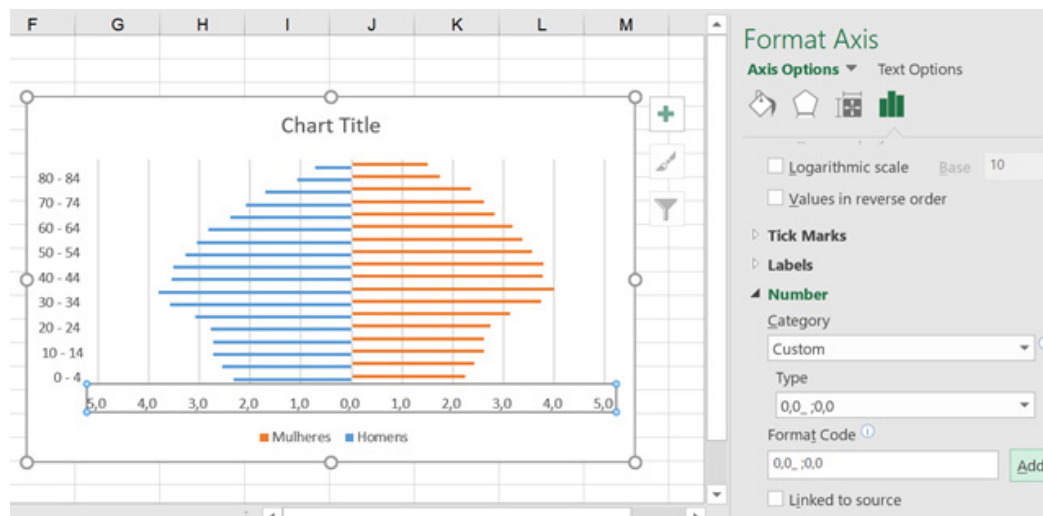 F G H I J K L M
Chart Title
80 - 84
70 - 74
60 - 64
50 - 54
40 - 44
30 - 34
20 - 24
10 - 14
0 - 4
5,0 4,0 3,0 2,0 1,0 0,0 1,0 2,0 3,0 4,0 5,0
Mulheres Homens
Format Axis
Axis Options Text Options
Logarithmic scale Base 10
Values in reverse order
Tick Marks
Labels
Number
Category
Custom
Type
0,0_ ;0,0
Format Code
0,0_ ;0,0
Add
Linked to source